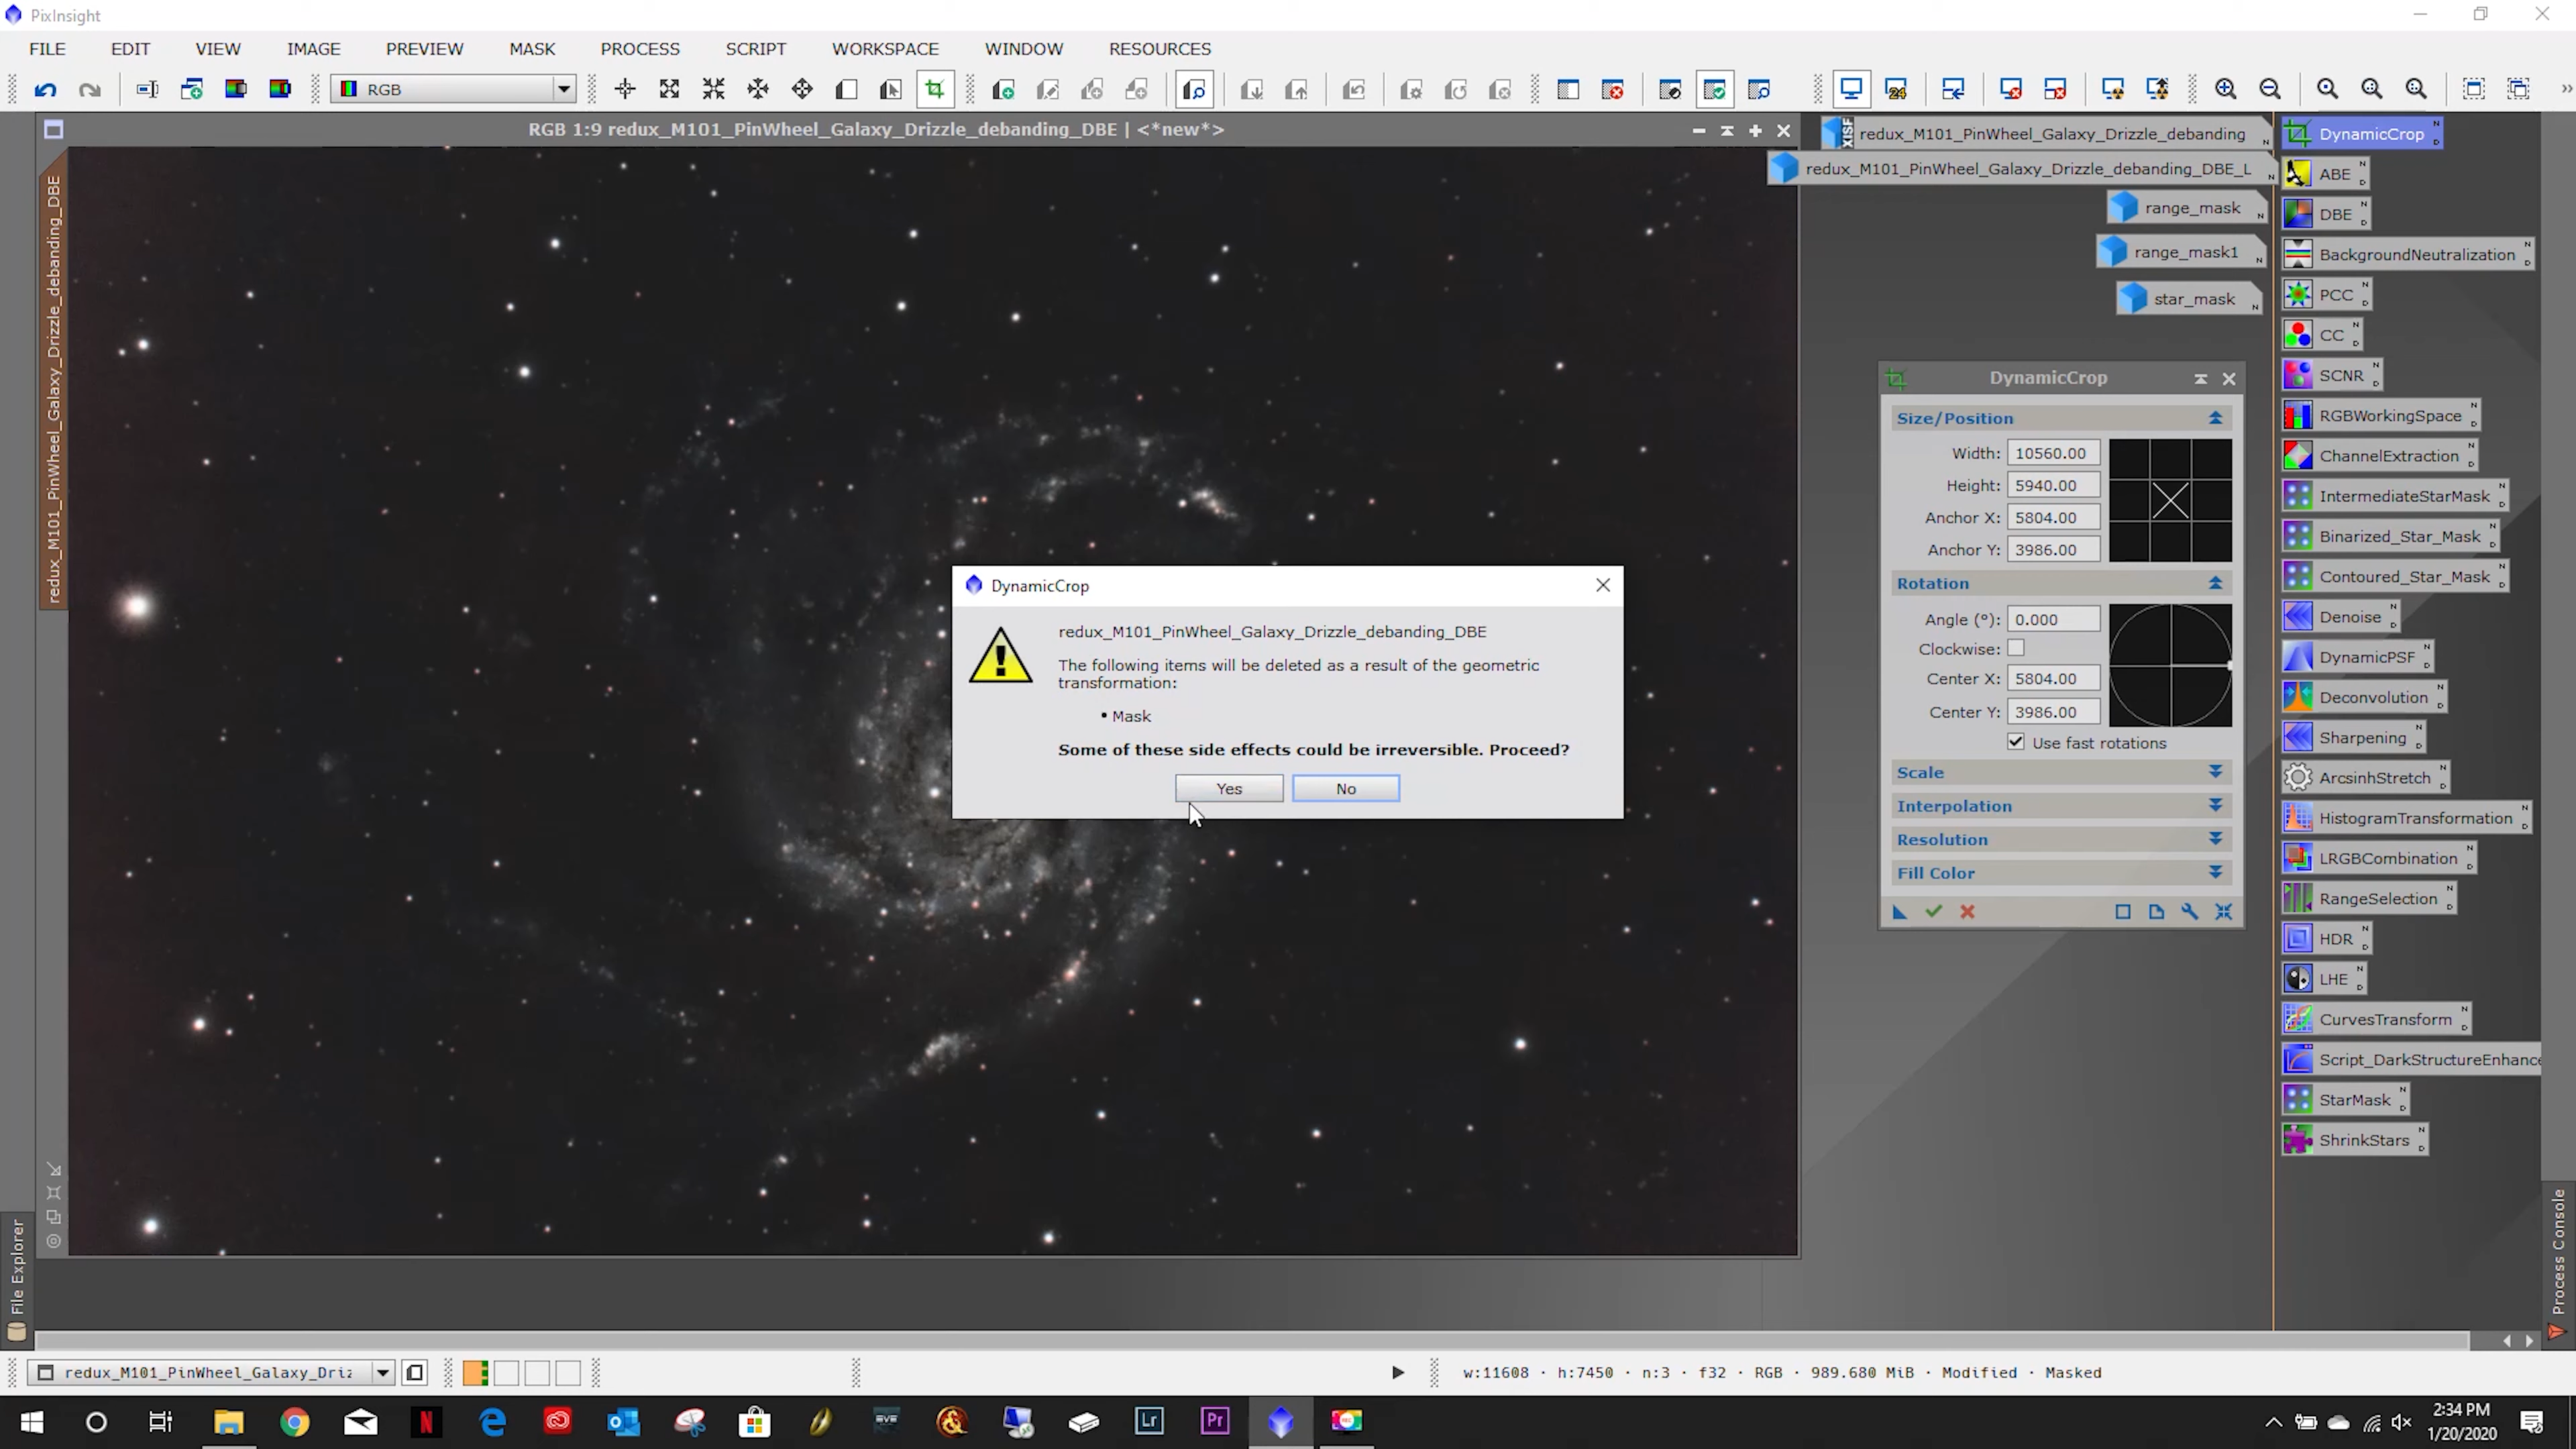 PixInsight
FILE EDIT VIEW IMAGE PREVIEW MASK PROCESS SCRIPT WORKSPACE WINDOW RESOURCES
RGB
24
RGB 1:9 redux_M101_PinWheel_Galaxy_Drizzle_debanding_DBE | <*new*>
redux_M101_PinWheel_Galaxy_Drizzle_debanding_DBE
XISF
redux_M101_PinWheel_Galaxy_Drizzle_debanding
redux_M101_PinWheel_Galaxy_Drizzle_debanding_DBE_L
range_mask
range_mask1
star_mask
DynamicCrop
ABE
DBE
BackgroundNeutralization
PCC
CC
SCNR
RGBWorkingSpace
ChannelExtraction
IntermediateStarMask
Binarized_Star_Mask
Contoured_Star_Mask
Denoise
DynamicPSF
Deconvolution
Sharpening
ArcsinhStretch
HistogramTransformation
LRGBCombination
RangeSelection
HDR
LHE
CurvesTransform
Script_DarkStructureEnhance
StarMask
ShrinkStars
DynamicCrop
Size/Position
Width: 10560.00
Height: 5940.00
Anchor X: 5804.00
Anchor Y: 3986.00
Rotation
Angle (°): 0.000
Clockwise:
Center X: 5804.00
Center Y: 3986.00
Use fast rotations
Scale
Interpolation
Resolution
Fill Color
DynamicCrop
redux_M101_PinWheel_Galaxy_Drizzle_debanding_DBE
The following items will be deleted as a result of the geometric
transformation:
• Mask
Some of these side effects could be irreversible. Proceed?
Yes No
File Explorer
Process Console
redux_M101_PinWheel_Galaxy_Driz
w:11608 · h:7450 · n:3 · f32 · RGB · 989.680 MiB · Modified · Masked
N
EVE
Lr
Pr
2:34 PM
1/20/2020